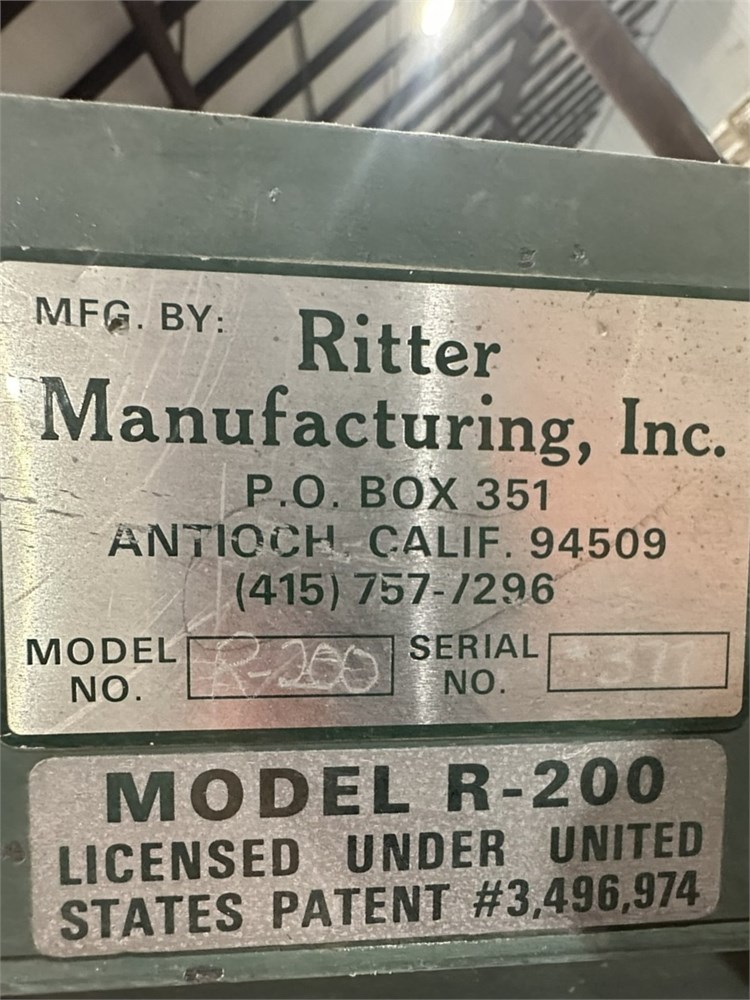 MFG. BY: Ritter
Manufacturing, Inc.
P.O. BOX 351
ANTIOCH, CALIF. 94509
(415) 757-7296
MODEL NO. R-200 SERIAL NO.
MODEL R-200
LICENSED UNDER UNITED
STATES PATENT #3,496,974